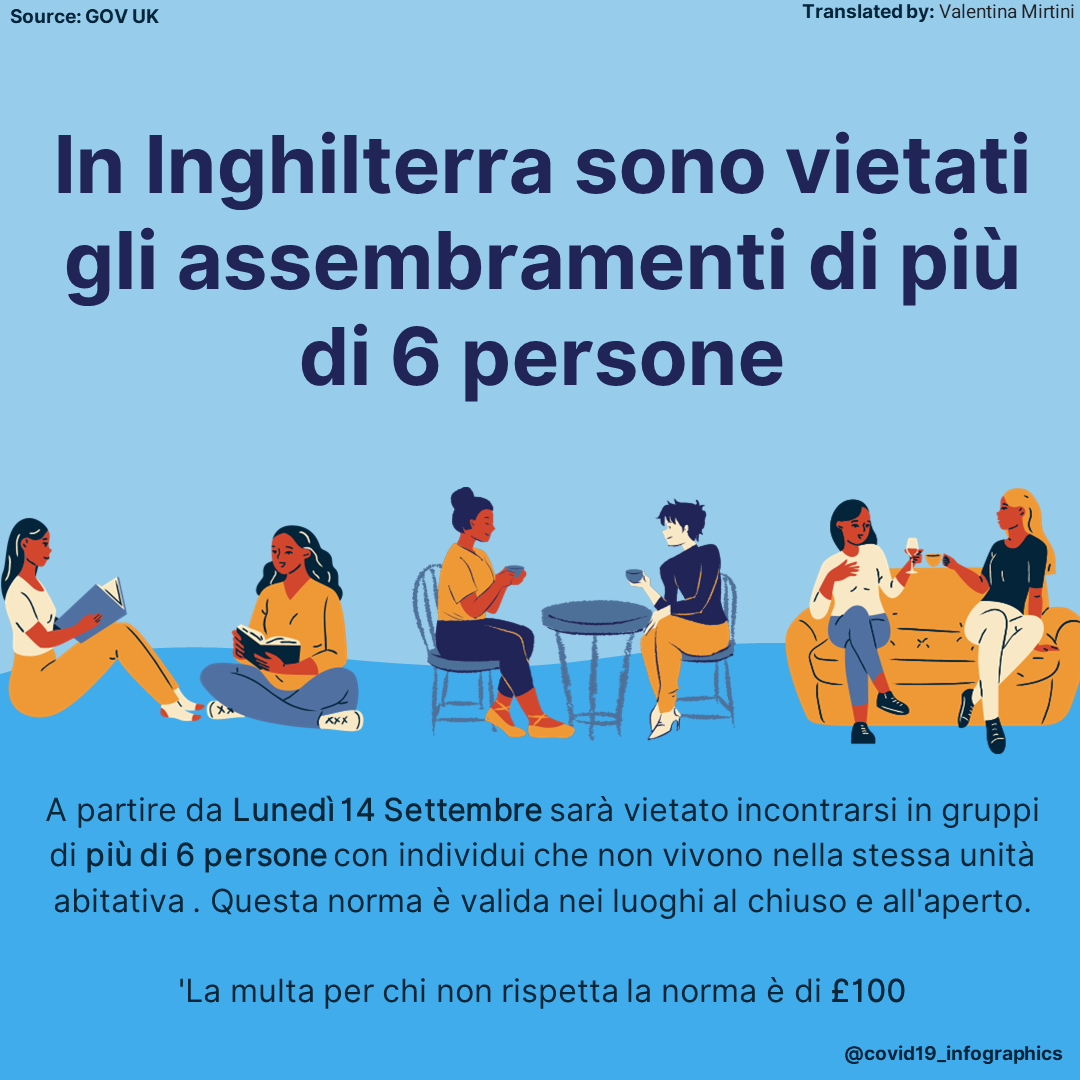 Source: GOV UK
Translated by: Valentina Mirtini
In Inghilterra sono vietati
gli assembramenti di più
di 6 persone
A partire da Lunedì 14 Settembre sarà vietato incontrarsi in gruppi
di più di 6 persone con individui che non vivono nella stessa unità
abitativa . Questa norma è valida nei luoghi al chiuso e all'aperto.
'La multa per chi non rispetta la norma è di £100
@covid19_infographics